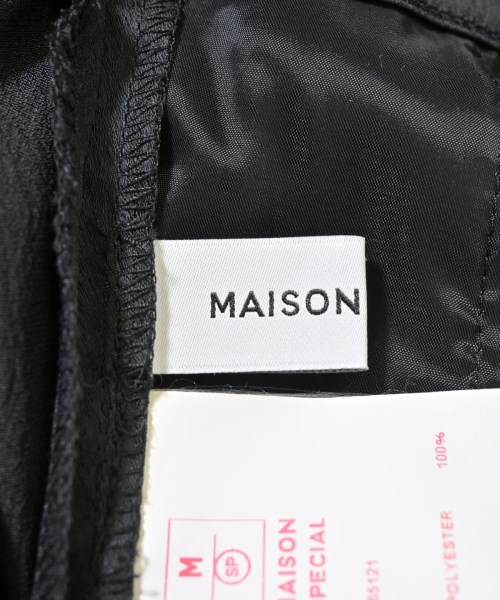 MAISON
M
SP
MAISON
SPECIAL
POLYESTER 100%